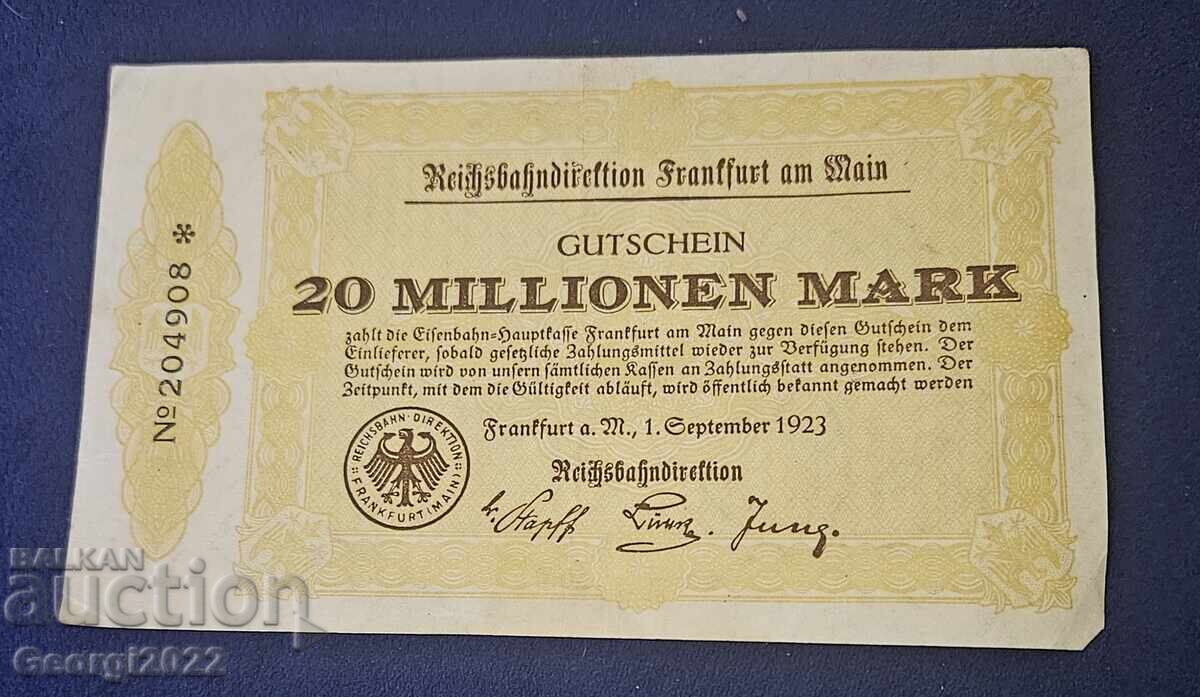 Reichsbahndirektion Frankfurt am Main
GUTSCHEIN
20 MILLIONEN MARK
zahlt die Eisenbahn=Hauptkasse Frankfurt am Main gegen diesen Gutschein dem
Einlieferer, sobald gesetzliche Zahlungsmittel wieder zur Verfügung stehen. Der
Gutschein wird von unsern sämtlichen Kassen an Zahlungsstatt angenommen. Der
Zeitpunkt, mit dem die Gültigkeit abläuft, wird öffentlich bekannt gemacht werden
Frankfurt a. M., 1. September 1923
Reichsbahndirektion
REICHSBAHN·DIREKTION
FRANKFURT (MAIN)
Stapff
Jung.
№ 204908 *
BALKAN
auction
Georgi2022